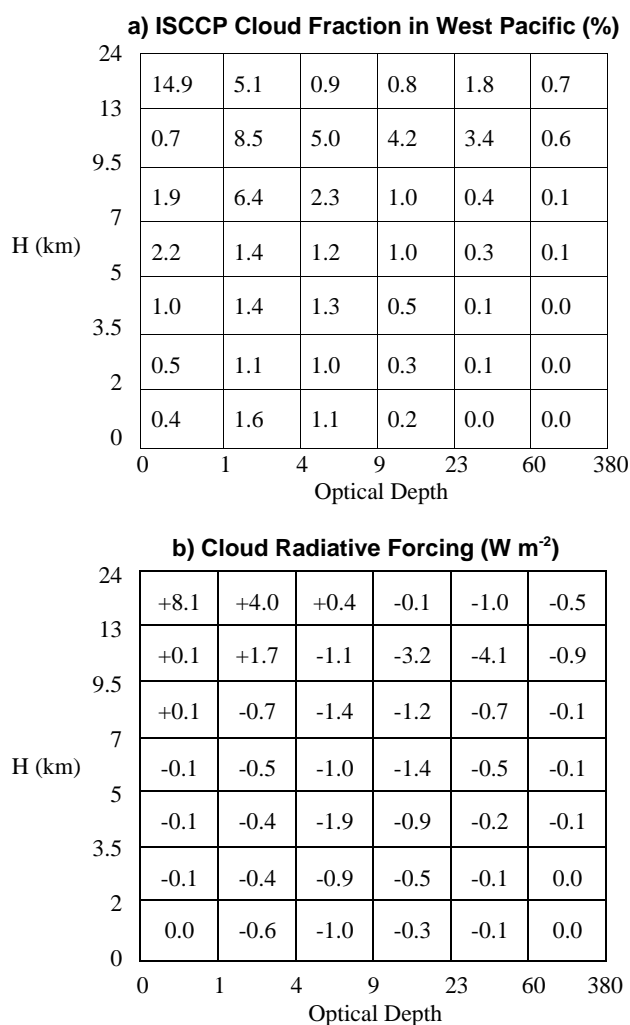 a) ISCCP Cloud Fraction in West Pacific (%)
24
14.9 5.1 0.9 0.8 1.8 0.7
13
0.7 8.5 5.0 4.2 3.4 0.6
9.5
1.9 6.4 2.3 1.0 0.4 0.1
7
H (km)
2.2 1.4 1.2 1.0 0.3 0.1
5
1.0 1.4 1.3 0.5 0.1 0.0
3.5
0.5 1.1 1.0 0.3 0.1 0.0
2
0.4 1.6 1.1 0.2 0.0 0.0
0
0 1 4 9 23 60 380
Optical Depth
b) Cloud Radiative Forcing (W m-2)
24
+8.1 +4.0 +0.4 -0.1 -1.0 -0.5
13
+0.1 +1.7 -1.1 -3.2 -4.1 -0.9
9.5
+0.1 -0.7 -1.4 -1.2 -0.7 -0.1
7
H (km)
-0.1 -0.5 -1.0 -1.4 -0.5 -0.1
5
-0.1 -0.4 -1.9 -0.9 -0.2 -0.1
3.5
-0.1 -0.4 -0.9 -0.5 -0.1 0.0
2
0.0 -0.6 -1.0 -0.3 -0.1 0.0
0
0 1 4 9 23 60 380
Optical Depth